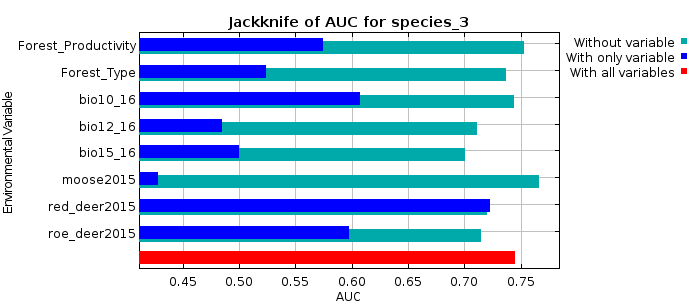 Jackknife of AUC for species_3
Environmental Variable
Forest_Productivity
Forest_Type
bio10_16
bio12_16
bio15_16
moose2015
red_deer2015
roe_deer2015
0.45 0.50 0.55 0.60 0.65 0.70 0.75
AUC
Without variable
With only variable
With all variables